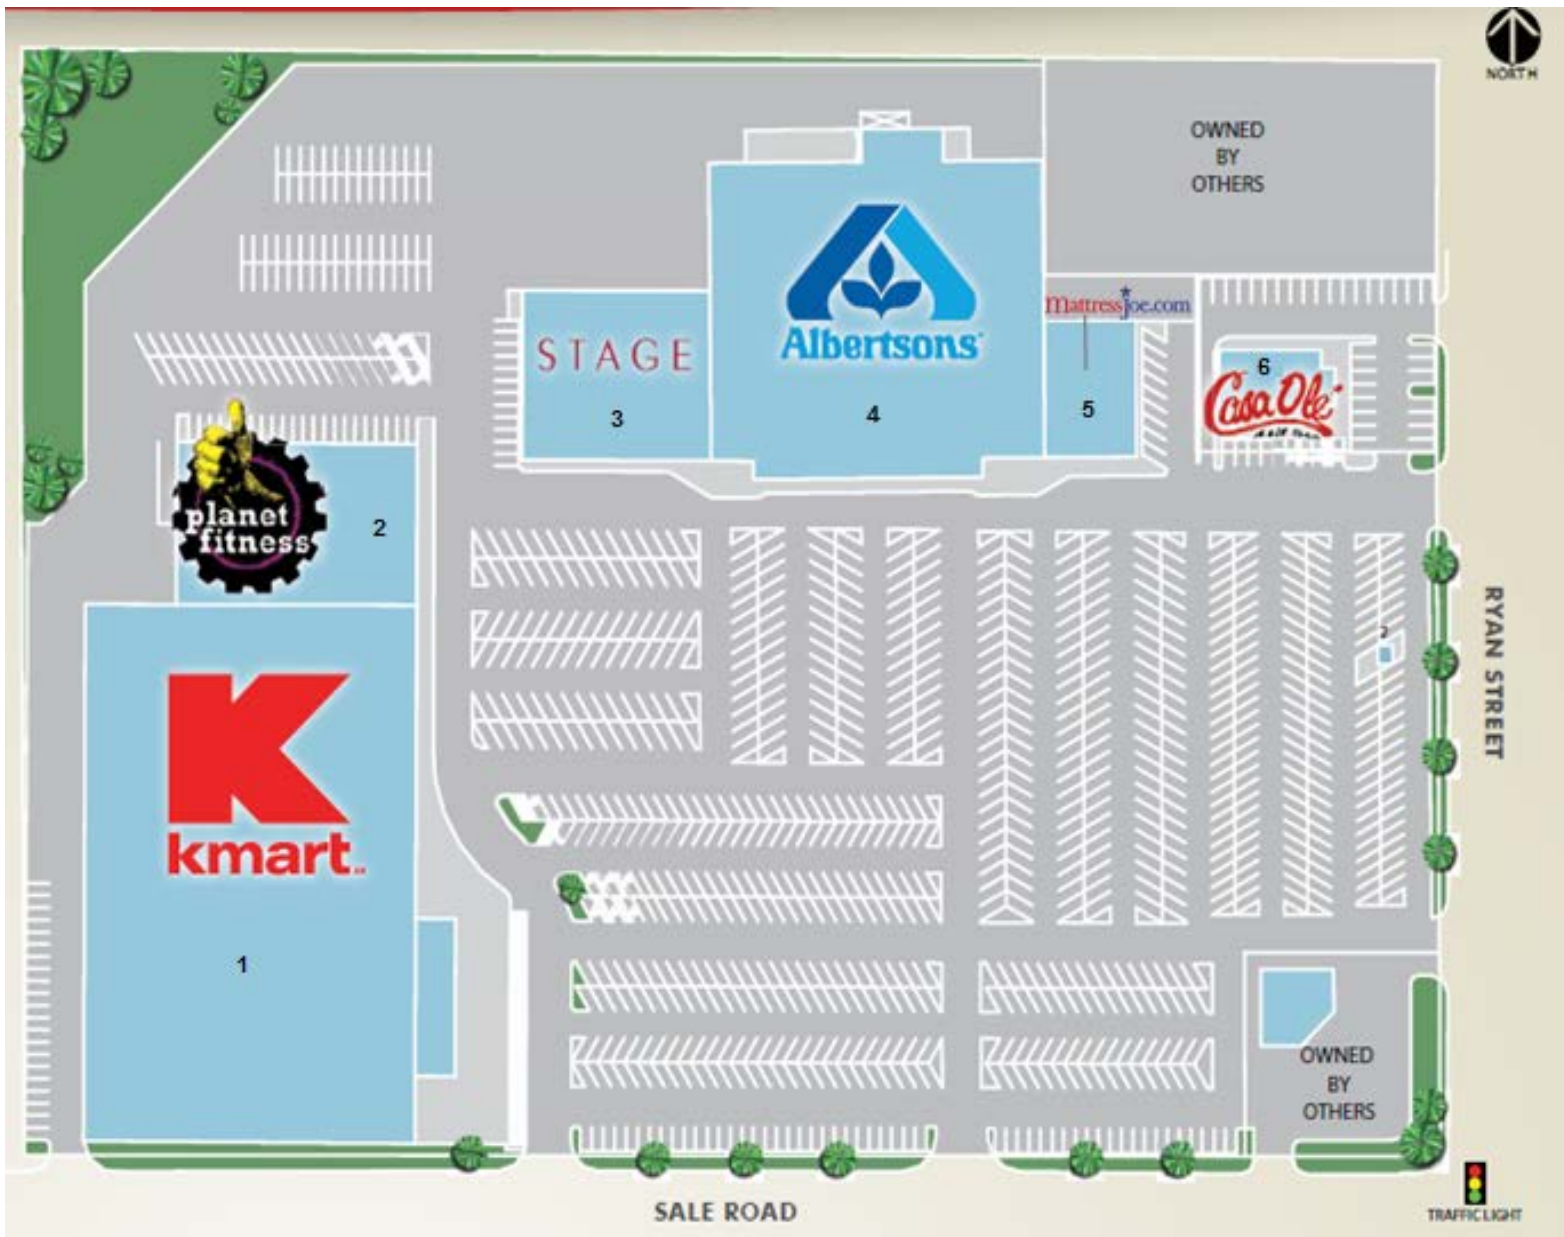 NORTH
OWNED
BY
OTHERS
Albertsons
4
STAGE
3
mattressjoe.com
5
6
Casa Olé
planet
fitness
2
K
kmart
1
7
RYAN STREET
OWNED
BY
OTHERS
SALE ROAD
TRAFFIC LIGHT